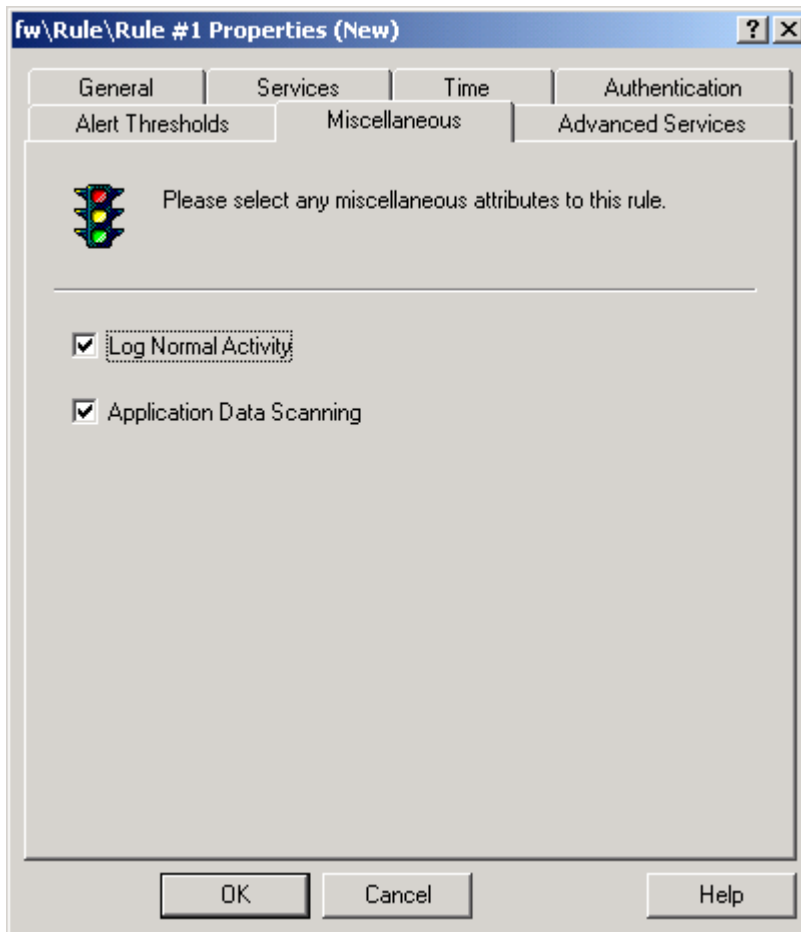 fw\Rule\Rule #1 Properties (New)
General Services Time Authentication
Alert Thresholds Miscellaneous Advanced Services
Please select any miscellaneous attributes to this rule.
Log Normal Activity
Application Data Scanning
OK Cancel Help